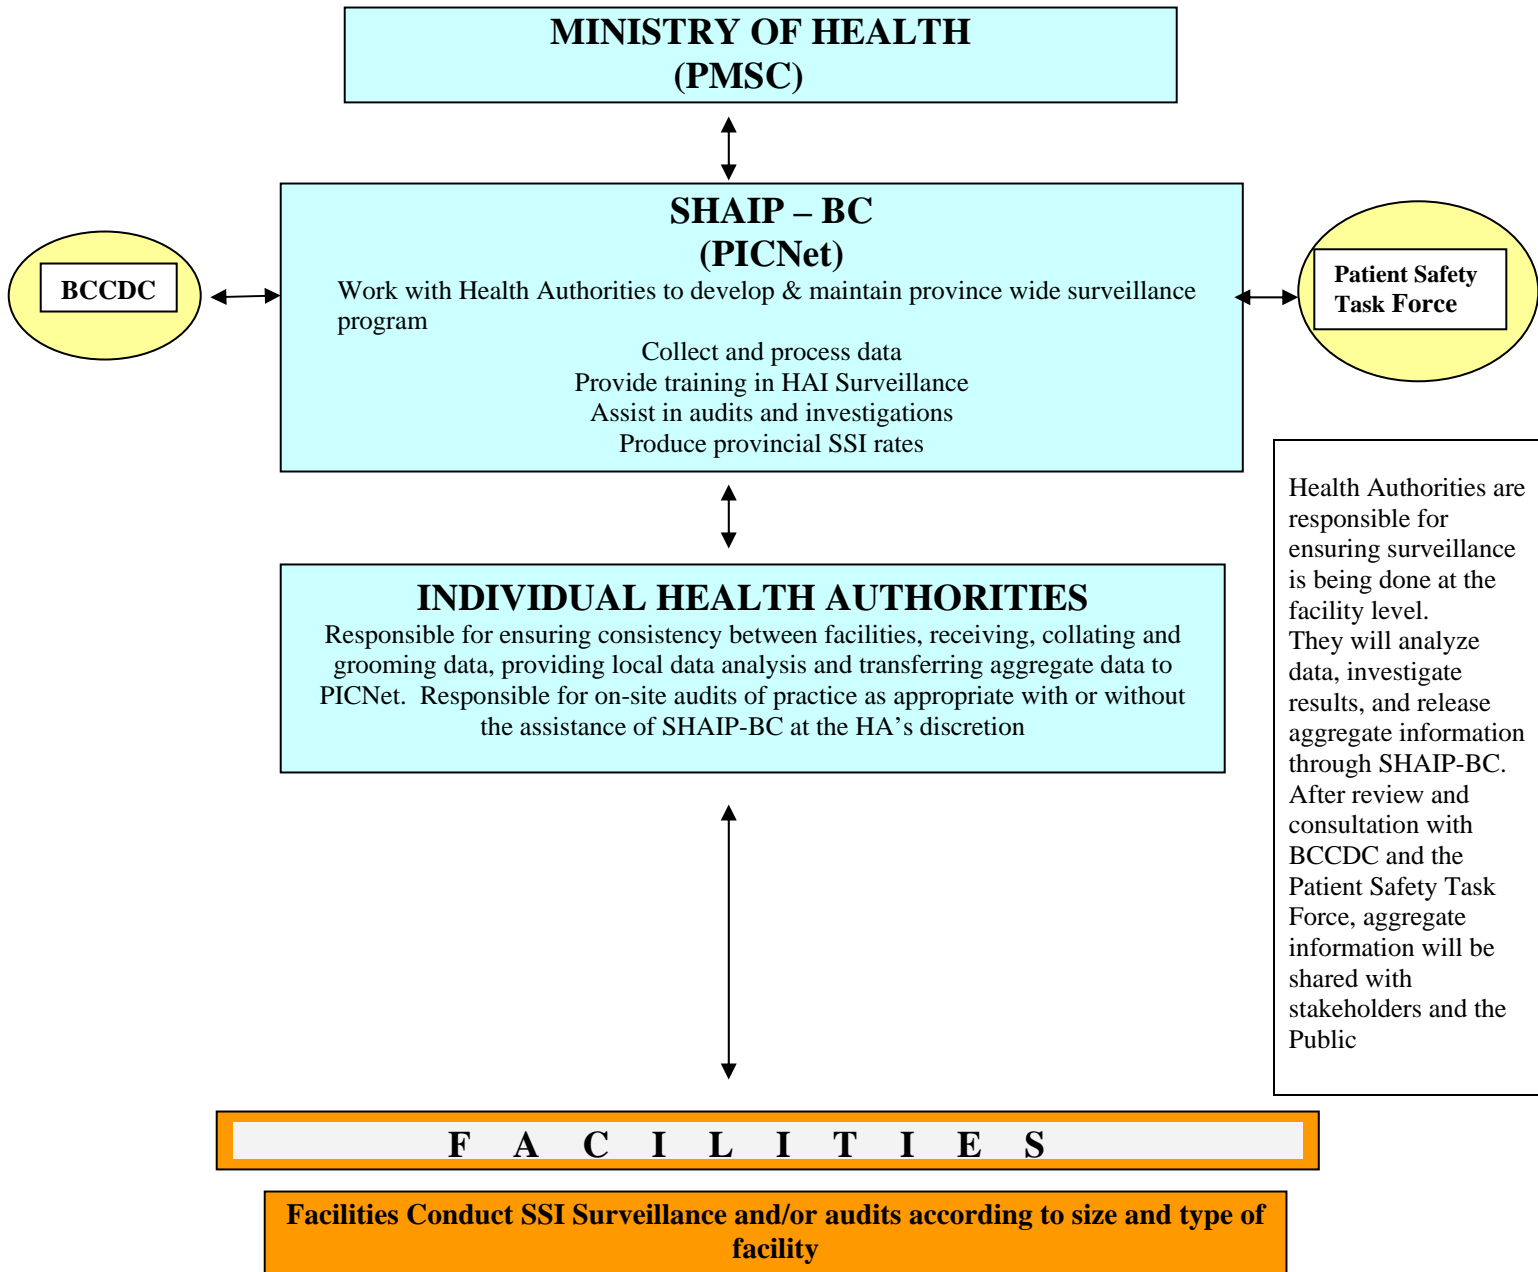 MINISTRY OF HEALTH
(PMSC)
SHAIP – BC
(PICNet)
Work with Health Authorities to develop & maintain province wide surveillance
program
Collect and process data
Provide training in HAI Surveillance
Assist in audits and investigations
Produce provincial SSI rates
BCCDC
Patient Safety
Task Force
INDIVIDUAL HEALTH AUTHORITIES
Responsible for ensuring consistency between facilities, receiving, collating and
grooming data, providing local data analysis and transferring aggregate data to
PICNet.  Responsible for on-site audits of practice as appropriate with or without
the assistance of SHAIP-BC at the HA’s discretion
Health Authorities are
responsible for
ensuring surveillance
is being done at the
facility level.
They will analyze
data, investigate
results, and release
aggregate information
through SHAIP-BC.
After review and
consultation with
BCCDC and the
Patient Safety Task
Force, aggregate
information will be
shared with
stakeholders and the
Public
F A C I L I T I E S
Facilities Conduct SSI Surveillance and/or audits according to size and type of
facility